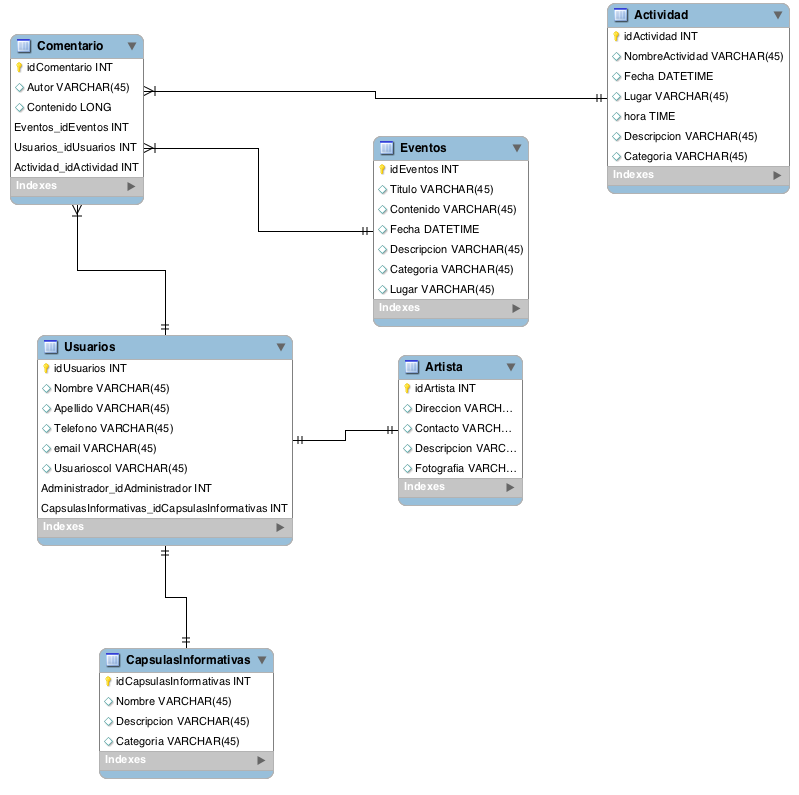 Comentario
idComentario INT
Autor VARCHAR(45)
Contenido LONG
Eventos_idEventos INT
Usuarios_idUsuarios INT
Actividad_idActividad INT
Indexes
Actividad
idActividad INT
NombreActividad VARCHAR(45)
Fecha DATETIME
Lugar VARCHAR(45)
hora TIME
Descripcion VARCHAR(45)
Categoria VARCHAR(45)
Indexes
Eventos
idEventos INT
Titulo VARCHAR(45)
Contenido VARCHAR(45)
Fecha DATETIME
Descripcion VARCHAR(45)
Categoria VARCHAR(45)
Lugar VARCHAR(45)
Indexes
Usuarios
idUsuarios INT
Nombre VARCHAR(45)
Apellido VARCHAR(45)
Telefono VARCHAR(45)
email VARCHAR(45)
Usuarioscol VARCHAR(45)
Administrador_idAdministrador INT
CapsulasInformativas_idCapsulasInformativas INT
Indexes
Artista
idArtista INT
Direccion VARCH...
Contacto VARCH...
Descripcion VARC...
Fotografia VARCH...
Indexes
CapsulasInformativas
idCapsulasInformativas INT
Nombre VARCHAR(45)
Descripcion VARCHAR(45)
Categoria VARCHAR(45)
Indexes